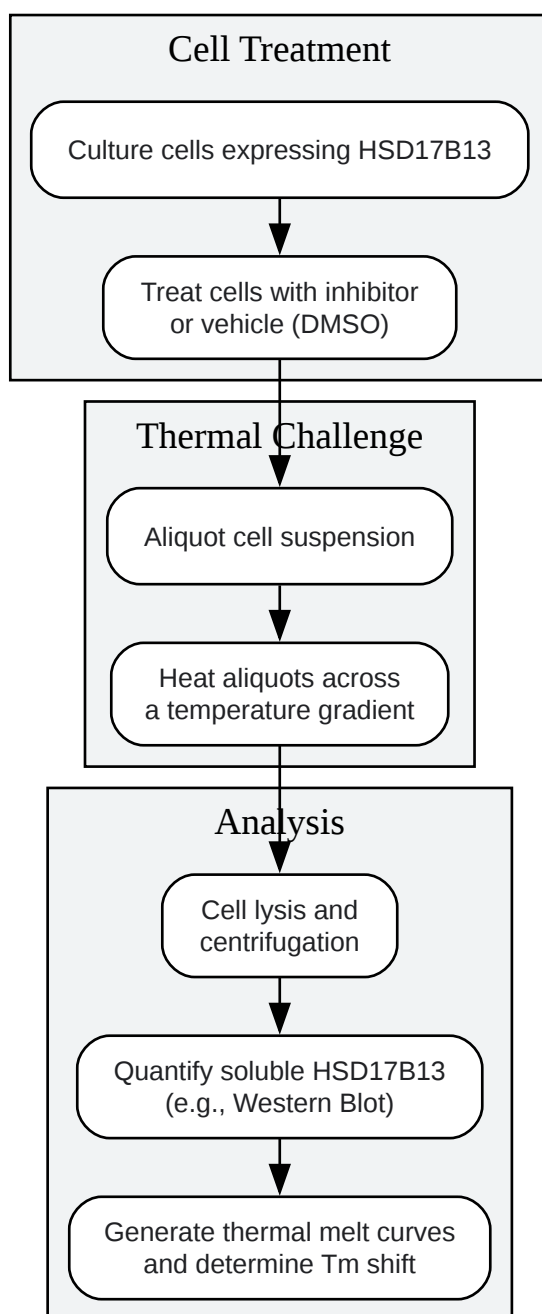 Cell Treatment
Culture cells expressing HSD17B13
Treat cells with inhibitor
or vehicle (DMSO)
Thermal Challenge
Aliquot cell suspension
Heat aliquots across
a temperature gradient
Analysis
Cell lysis and
centrifugation
Quantify soluble HSD17B13
(e.g., Western Blot)
Generate thermal melt curves
and determine Tm shift